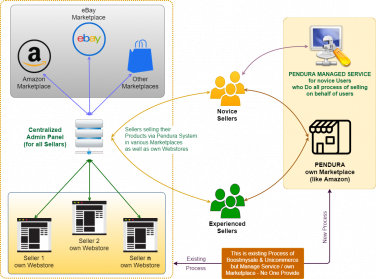 eBay
Marketplace
ebay
Amazon
Marketplace
Other
Marketplaces
Centralized
Admin Panel
(for all Sellars)
Sellers selling their
Products via Pendura System
in various Marketplaces
as well as own Webstores
Novice
Sellers
PENDURA MANAGED SERVICE
for novice Users
who Do all process of selling
on behalf of users
PENDURA
own Marketplace
(like Amazon)
Experienced
Sellers
Seller 1
own Webstore
Seller 2
own Webstore
Seller n
own Webstore
Existing
Process
New Process
This is existing Process of
Boostmysale & Unicommerce
but Manage Service / own
Marketplace - No One Provide